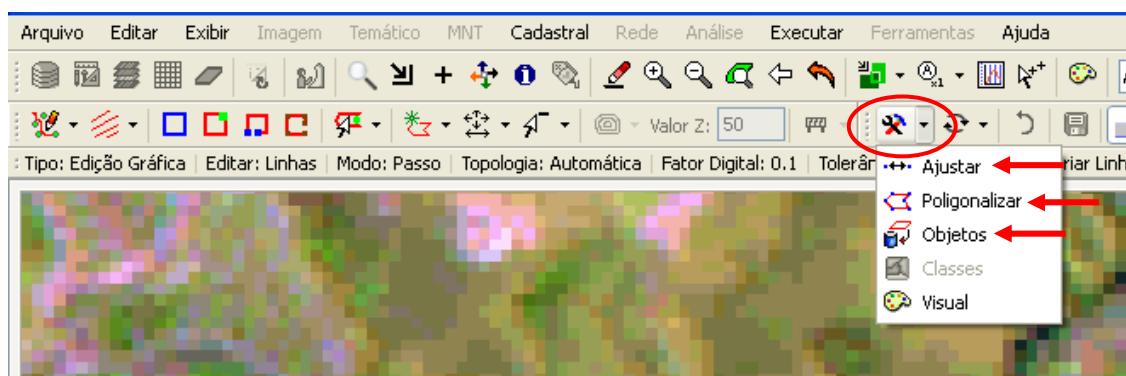 Arquivo Editar Exibir Imagem Temático MNT Cadastral Rede Análise Executar Ferramentas Ajuda
Valor Z: 50
Tipo: Edição Gráfica Editar: Linhas Modo: Passo Topologia: Automática Fator Digital: 0.1
Ajustar
Poligonalizar
Objetos
Classes
Visual